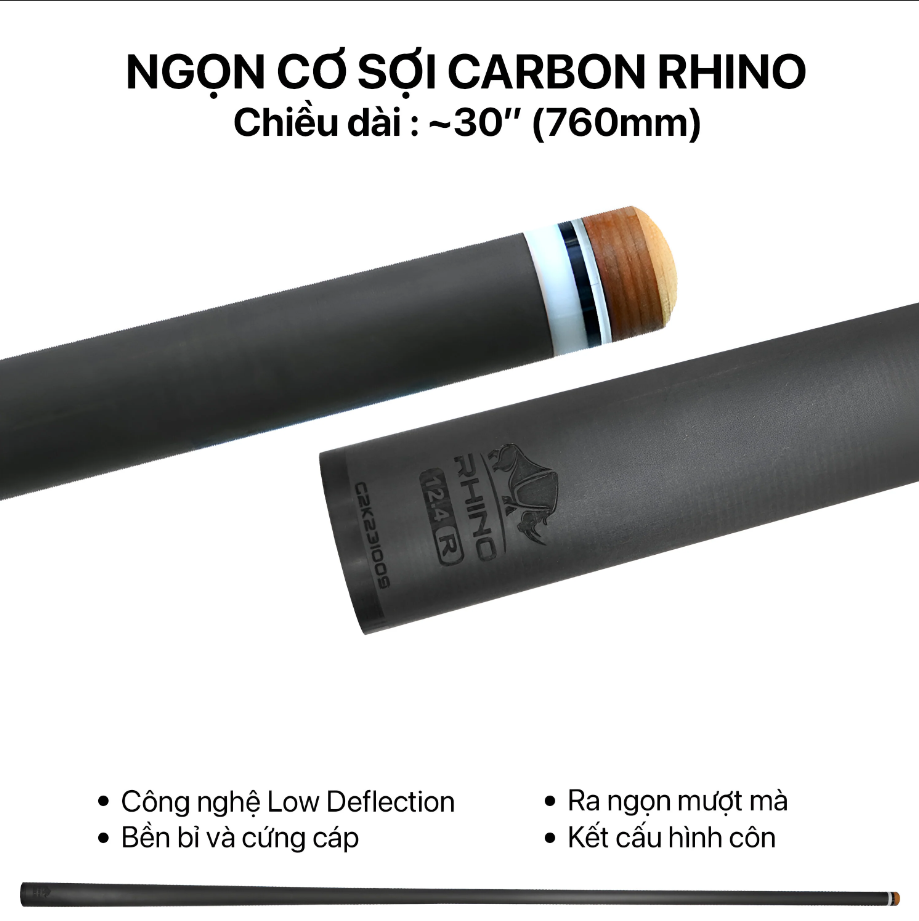 NGỌN CƠ SỢI CARBON RHINO
Chiều dài : ~30″ (760mm)
RHINO
12.4 R
C2K231009
• Công nghệ Low Deflection
• Bền bỉ và cứng cáp
• Ra ngọn mượt mà
• Kết cấu hình côn